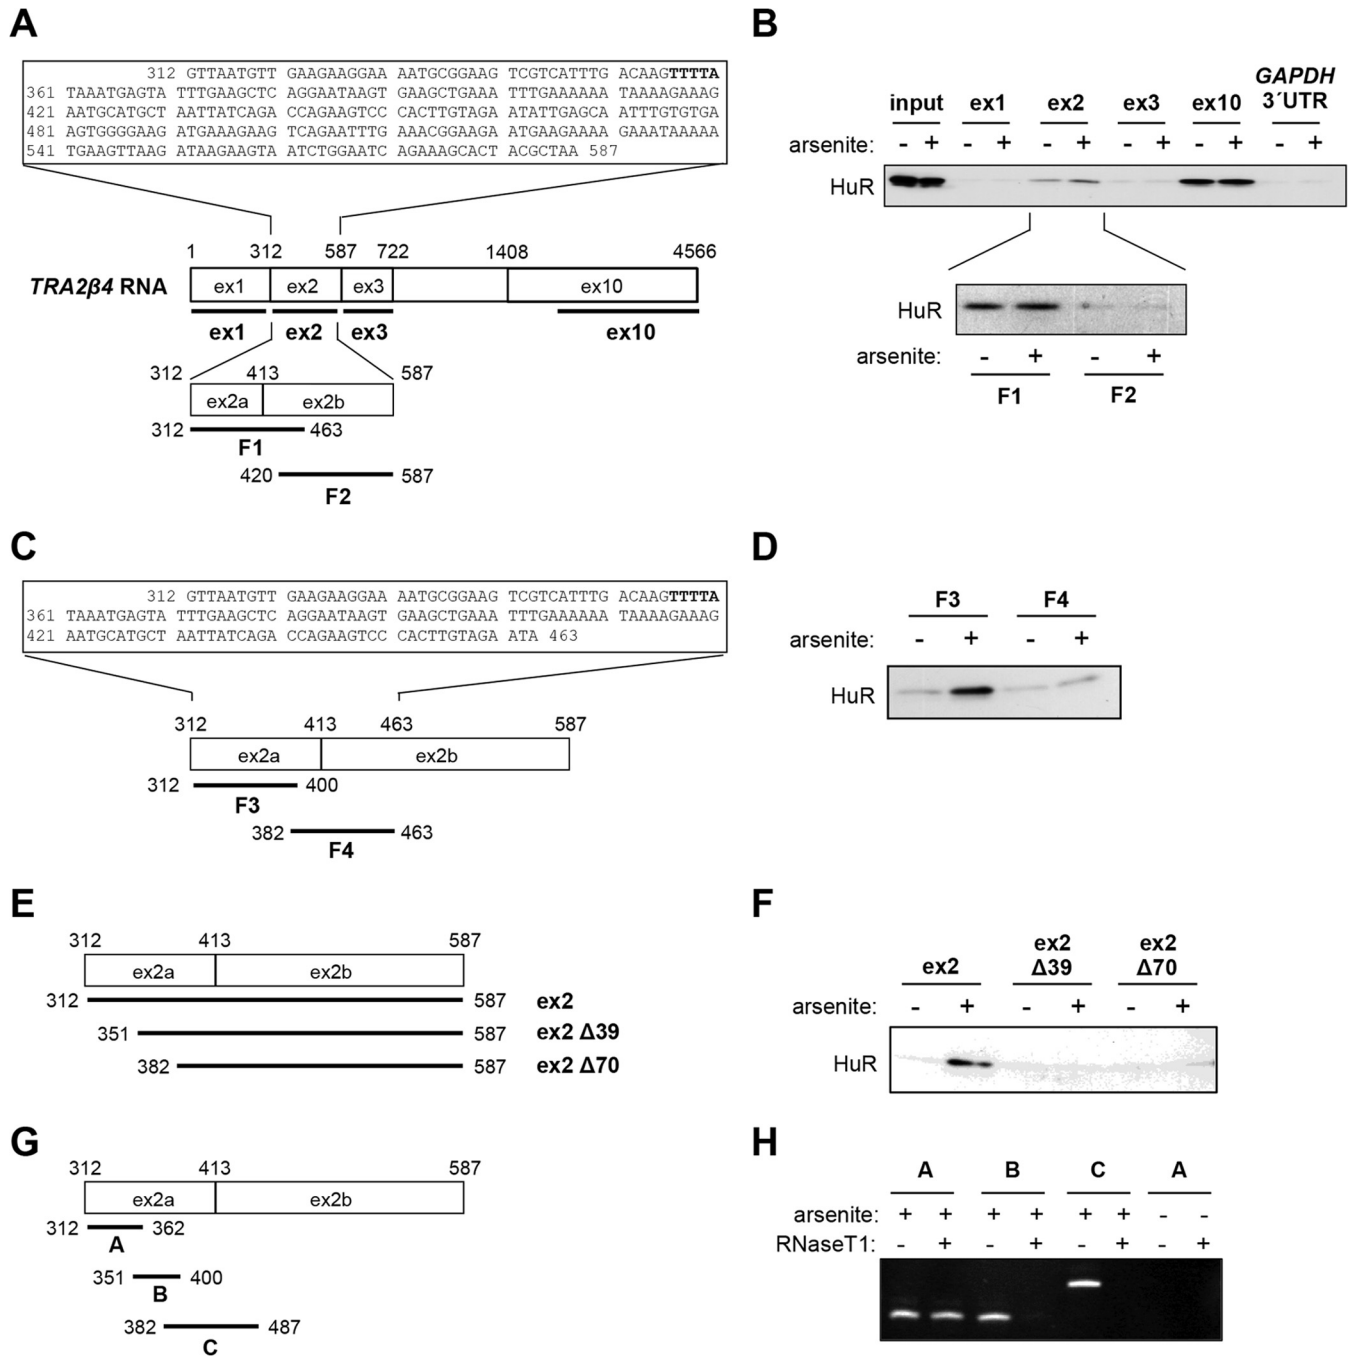 A
312 GTTAATGTT GAAGAAGGAA AATGCGGAAG TCGTCATTTG ACAAGTTTTA
361 TAAATGAGTA TTTGAAGCTC AGGAATAAGT GAAGCTGAAA TTTGAAAAAA ATAAAAGAAAG
421 AATGCATGCT AATTATCAGA CCAGAAGTCC CACTTGTAGA ATATTGAGCA ATTTGTGTGA
481 AGTGGGGAAG ATGAAAGAAG TCAGAATTTG AAACGGAAGA ATGAAGAAAA GAAATAAAAA
541 TGAAGTTAAG ATAAGAAGTA ATCTGGAATC AGAAAGCACT ACGCTAA 587
1 312 587 722 1408 4566
TRA2β4 RNA ex1 ex2 ex3 ex10
ex1 ex2 ex3 ex10
312 413 587
ex2a ex2b
312 463
F1
420 587
F2
B
input ex1 ex2 ex3 ex10 GAPDH
3´UTR
arsenite: - + - + - + - + - + - +
HuR
HuR
arsenite: - + - +
F1 F2
C
312 GTTAATGTT GAAGAAGGAA AATGCGGAAG TCGTCATTTG ACAAGTTTTA
361 TAAATGAGTA TTTGAAGCTC AGGAATAAGT GAAGCTGAAA TTTGAAAAAA ATAAAAGAAAG
421 AATGCATGCT AATTATCAGA CCAGAAGTCC CACTTGTAGA ATA 463
312 413 463 587
ex2a ex2b
312 400
F3
382 463
F4
D
F3 F4
arsenite: - + - +
HuR
E
312 413 587
ex2a ex2b
312 587 ex2
351 587 ex2 Δ39
382 587 ex2 Δ70
F
ex2 ex2 Δ39 ex2 Δ70
arsenite: - + - + - +
HuR
G
312 413 587
ex2a ex2b
312 362
A
351 400
B
382 487
C
H
A B C A
arsenite: + + + + + + - -
RNaseT1: - + - + - + - +